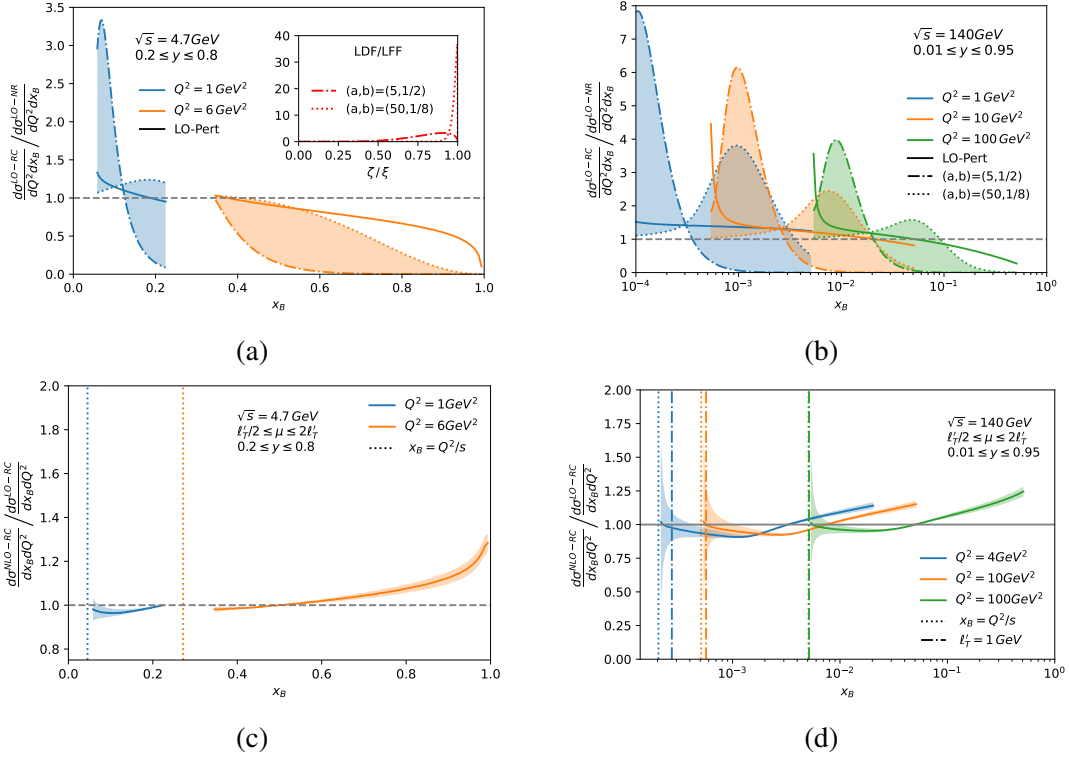 3.5
3.0
2.5
2.0
1.5
1.0
0.5
0.0
0.0 0.2 0.4 0.6 0.8 1.0
x_B
dσ^{LO−RC}/dQ²dx_B / dσ^{LO−NR}/dQ²dx_B
√s = 4.7GeV
0.2 ≤ y ≤ 0.8
Q² = 1 GeV²
Q² = 6 GeV²
LO-Pert
40
30
20
10
0
0.00 0.25 0.50 0.75 1.00
ζ/ξ
LDF/LFF
(a,b)=(5,1/2)
(a,b)=(50,1/8)
(a)
8
7
6
5
4
3
2
1
0
10⁻⁴ 10⁻³ 10⁻² 10⁻¹ 10⁰
x_B
dσ^{LO−RC}/dQ²dx_B / dσ^{LO−NR}/dQ²dx_B
√s = 140GeV
0.01 ≤ y ≤ 0.95
Q² = 1 GeV²
Q² = 10 GeV²
Q² = 100 GeV²
LO-Pert
(a,b)=(5,1/2)
(a,b)=(50,1/8)
(b)
2.0
1.8
1.6
1.4
1.2
1.0
0.8
0.0 0.2 0.4 0.6 0.8 1.0
x_B
dσ^{NLO−RC}/dx_BdQ² / dσ^{LO−RC}/dx_BdQ²
√s = 4.7 GeV
ℓ′_T/2 ≤ μ ≤ 2ℓ′_T
0.2 ≤ y ≤ 0.8
Q² = 1GeV²
Q² = 6GeV²
x_B = Q²/s
(c)
2.00
1.75
1.50
1.25
1.00
0.75
0.50
0.25
0.00
10⁻³ 10⁻² 10⁻¹ 10⁰
x_B
dσ^{NLO−RC}/dx_BdQ² / dσ^{LO−RC}/dx_BdQ²
√s = 140 GeV
ℓ′_T/2 ≤ μ ≤ 2ℓ′_T
0.01 ≤ y ≤ 0.95
Q² = 4GeV²
Q² = 10GeV²
Q² = 100GeV²
x_B = Q²/s
ℓ′_T = 1 GeV
(d)